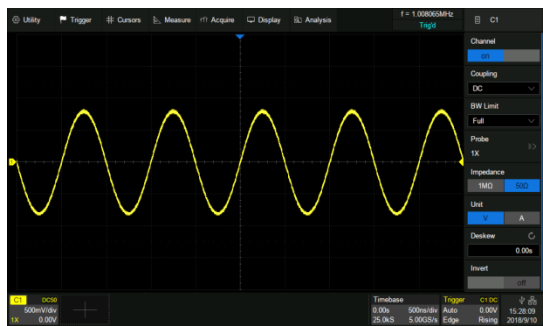 Utility Trigger Cursors Measure Acquire Display Analysis
f = 1.008065MHz
Trig'd
C1
Channel
on
Coupling
DC
BW Limit
Full
Probe
1X
Impedance
1MΩ 50Ω
Unit
V A
Deskew
0.00s
Invert
off
C1 DC50
500mV/div
1X 0.00V
Timebase
0.00s 500ns/div
25.0kS 5.00GS/s
Trigger C1 DC
Auto 0.00V
Edge Rising
15:28:09
2018/9/10